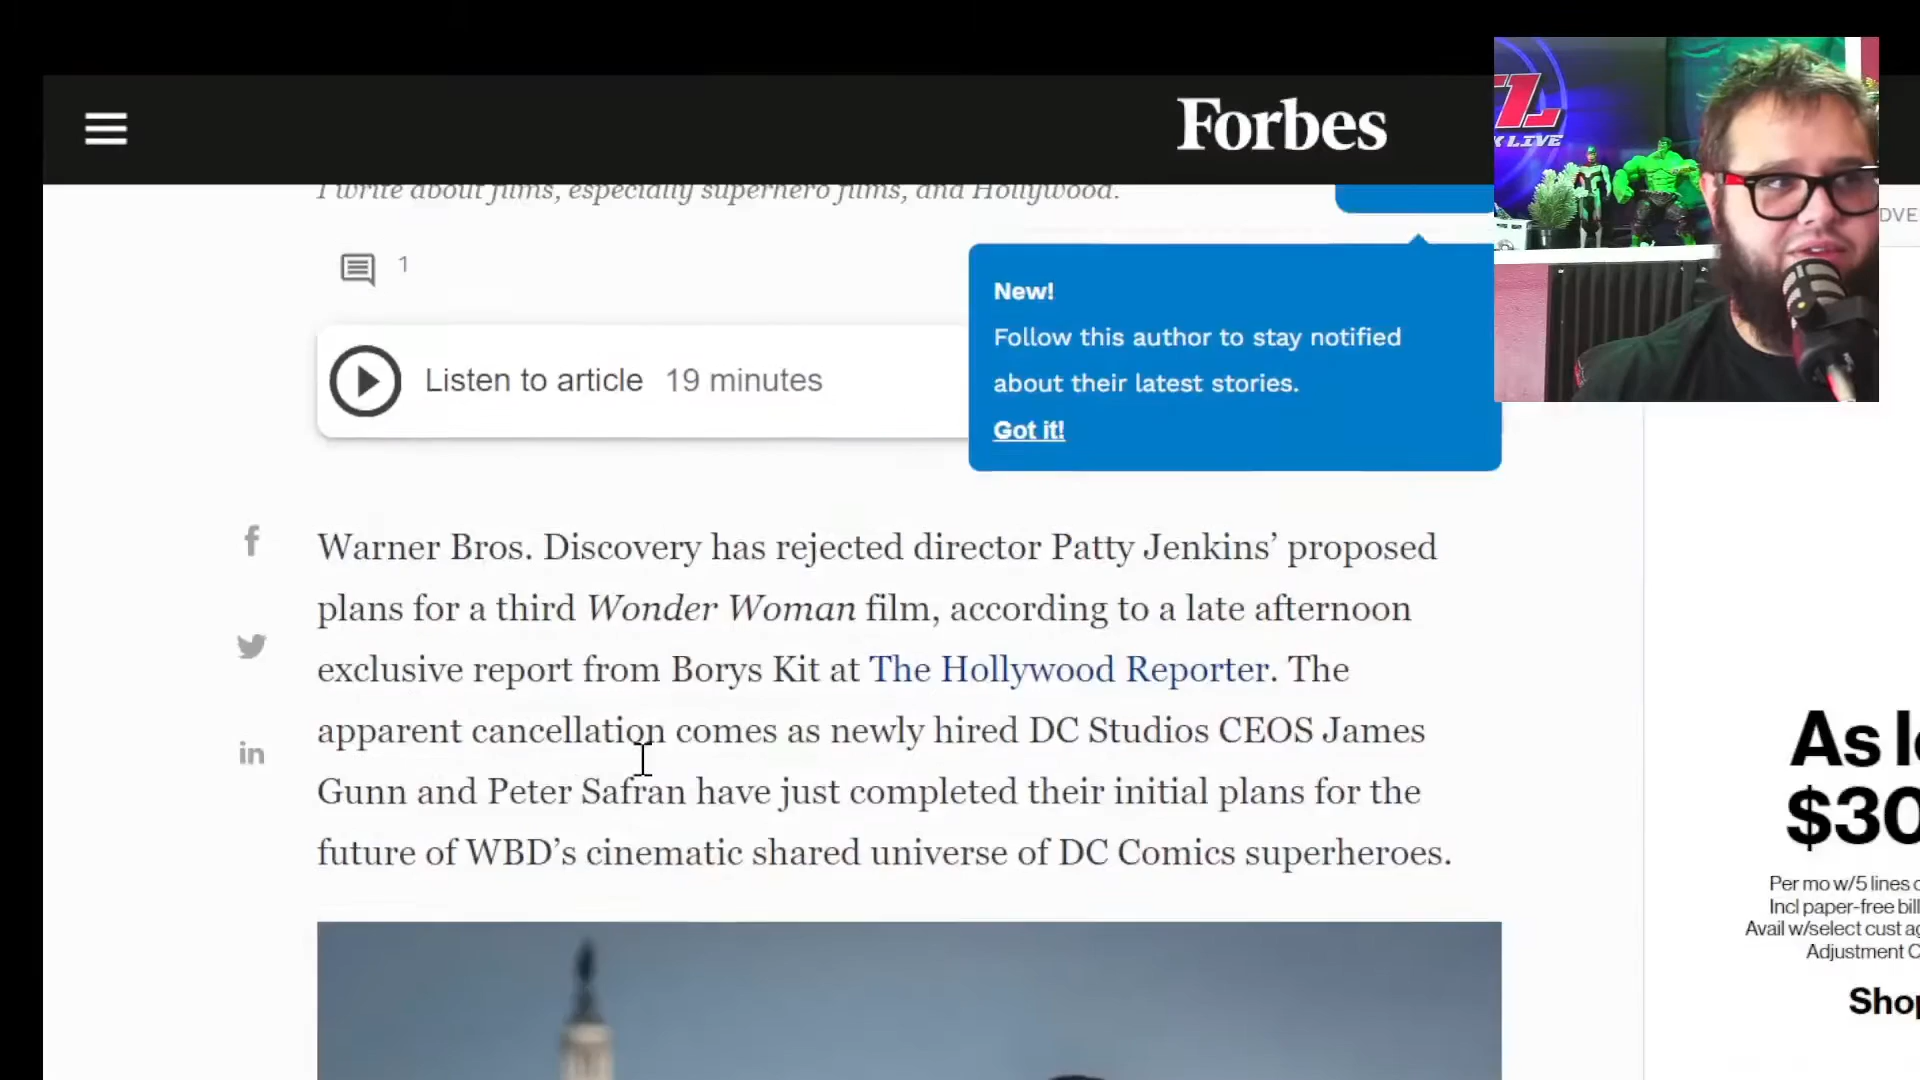 Forbes
L
K LIVE
I write about films, especially superhero films, and Hollywood.
1
New!
Follow this author to stay notified
about their latest stories.
Got it!
Listen to article 19 minutes
Warner Bros. Discovery has rejected director Patty Jenkins’ proposed
plans for a third Wonder Woman film, according to a late afternoon
exclusive report from Borys Kit at The Hollywood Reporter. The
apparent cancellation comes as newly hired DC Studios CEOS James
Gunn and Peter Safran have just completed their initial plans for the
future of WBD’s cinematic shared universe of DC Comics superheroes.
DVE
As l
$30
Per mo w/5 lines
Incl paper-free bil
Avail w/select cust a
Adjustment C
Shop